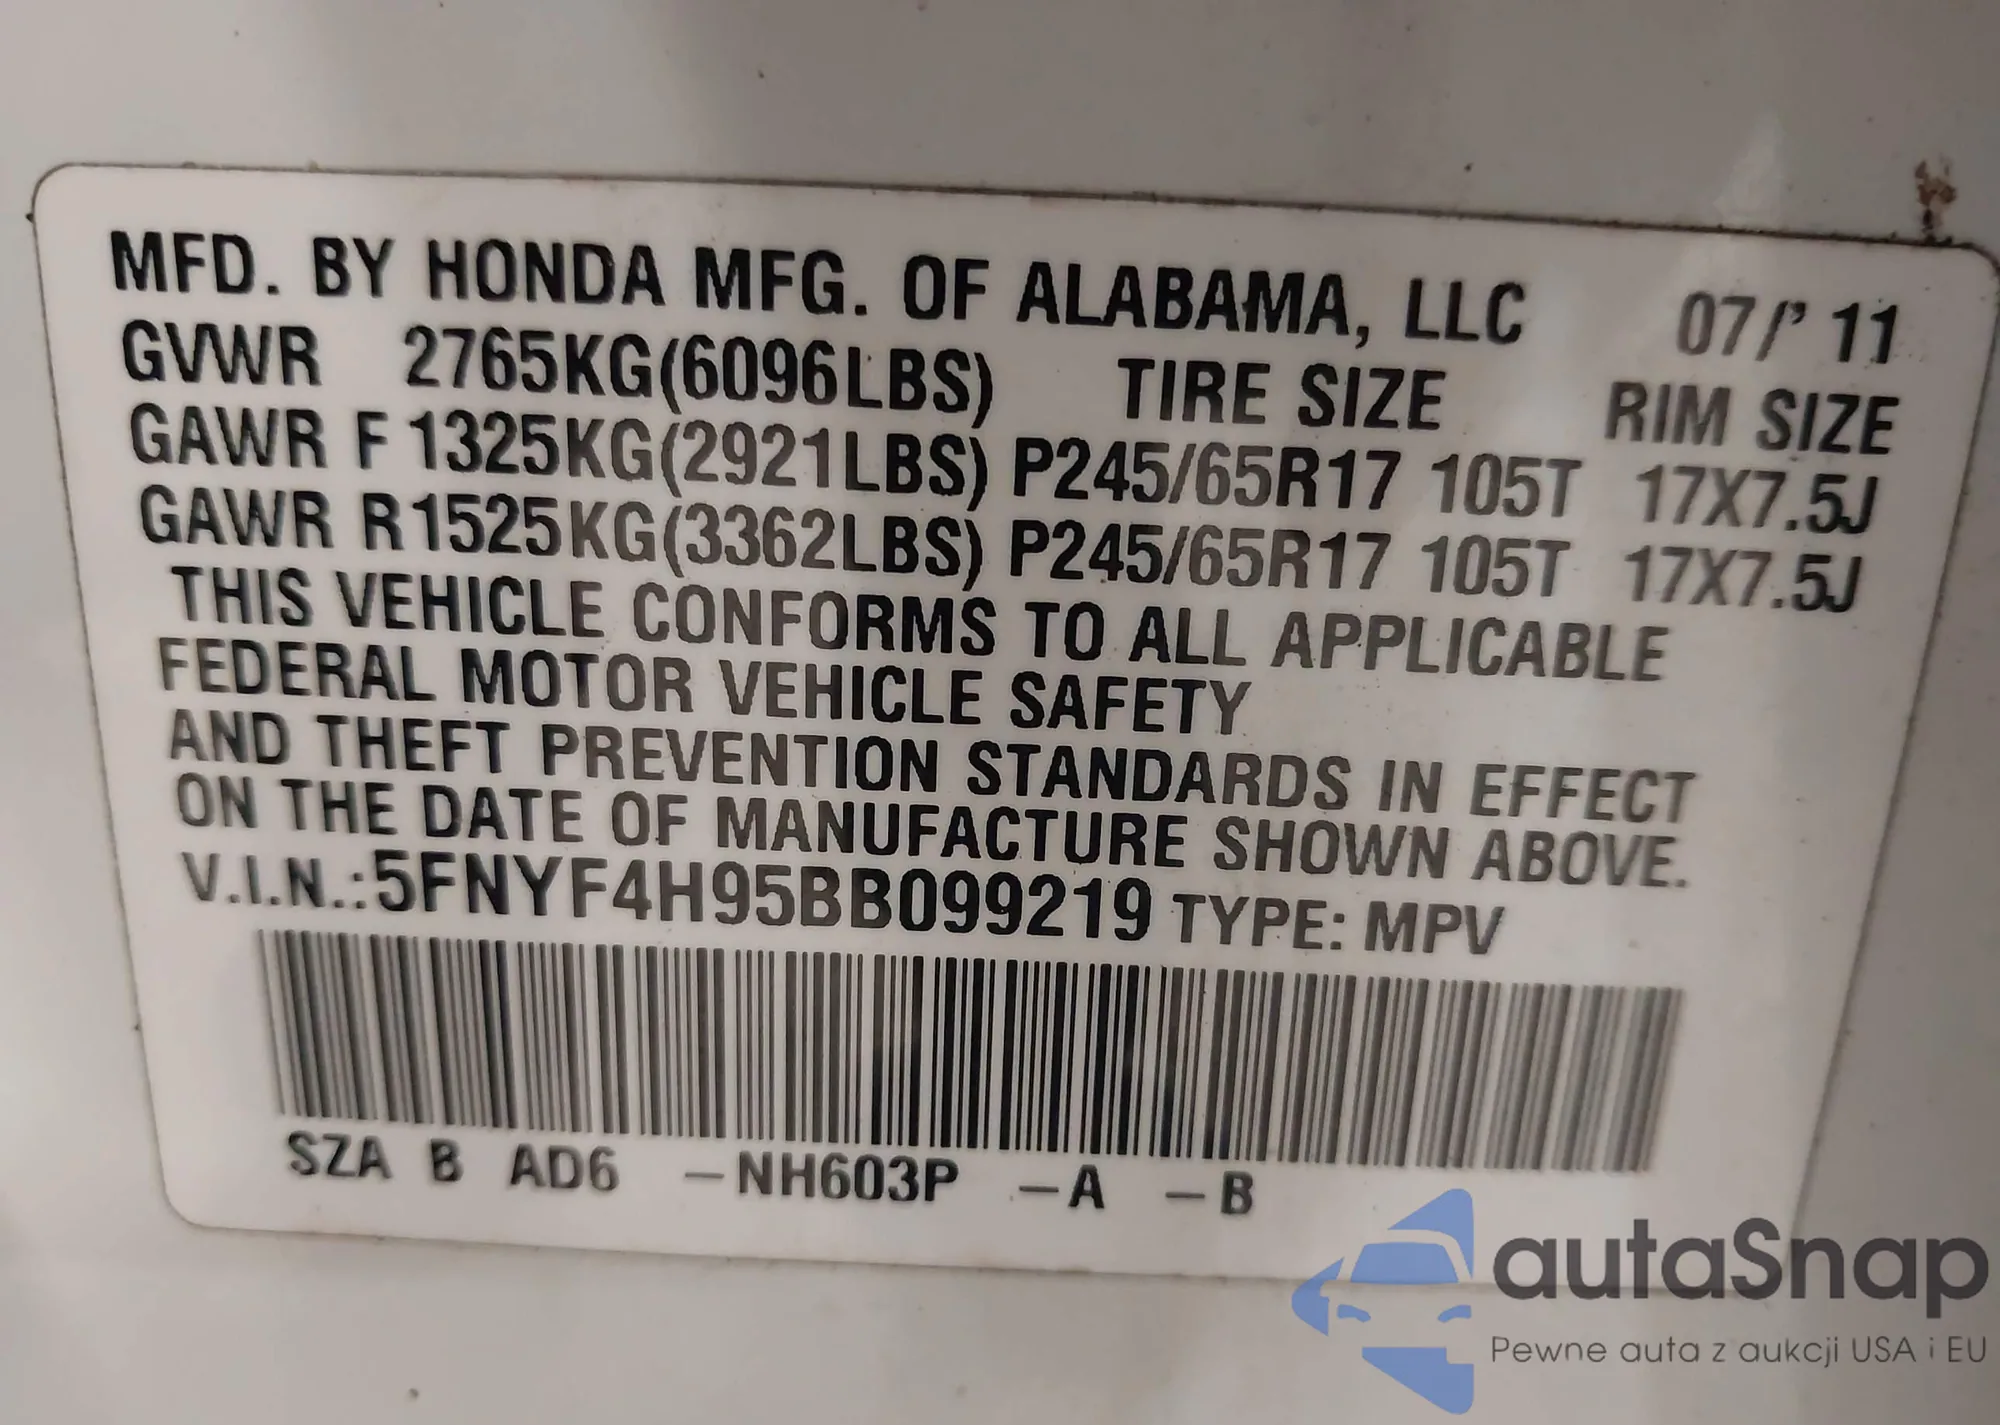 MFD. BY HONDA MFG. OF ALABAMA, LLC 07/' 11
GVWR 2765KG(6096LBS) TIRE SIZE RIM SIZE
GAWR F 1325KG(2921LBS) P245/65R17 105T 17X7.5J
GAWR R 1525KG(3362LBS) P245/65R17 105T 17X7.5J
THIS VEHICLE CONFORMS TO ALL APPLICABLE
FEDERAL MOTOR VEHICLE SAFETY
AND THEFT PREVENTION STANDARDS IN EFFECT
ON THE DATE OF MANUFACTURE SHOWN ABOVE.
V.I.N.:5FNYF4H95BB099219 TYPE: MPV
SZA B AD6 -NH603P -A -B
autaSnap
Pewne auta z aukcji USA i EU